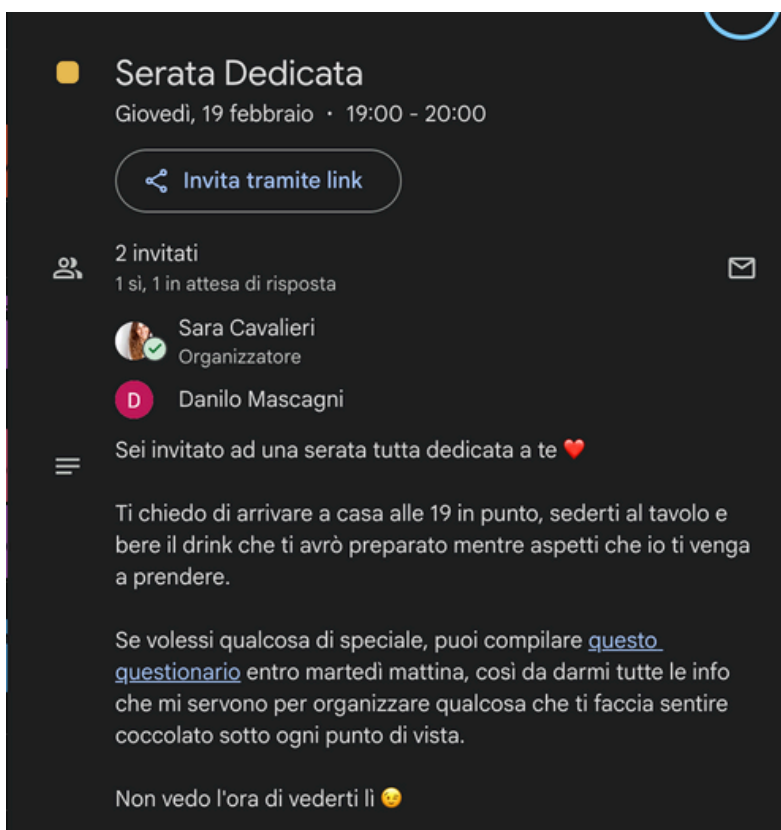 Serata Dedicata
Giovedì, 19 febbraio · 19:00 - 20:00
Invita tramite link
2 invitati
1 sì, 1 in attesa di risposta
Sara Cavalieri
Organizzatore
D
Danilo Mascagni
Sei invitato ad una serata tutta dedicata a te ❤️
Ti chiedo di arrivare a casa alle 19 in punto, sederti al tavolo e
bere il drink che ti avrò preparato mentre aspetti che io ti venga
a prendere.
Se volessi qualcosa di speciale, puoi compilare questo
questionario entro martedì mattina, così da darmi tutte le info
che mi servono per organizzare qualcosa che ti faccia sentire
coccolato sotto ogni punto di vista.
Non vedo l'ora di vederti lì 😉